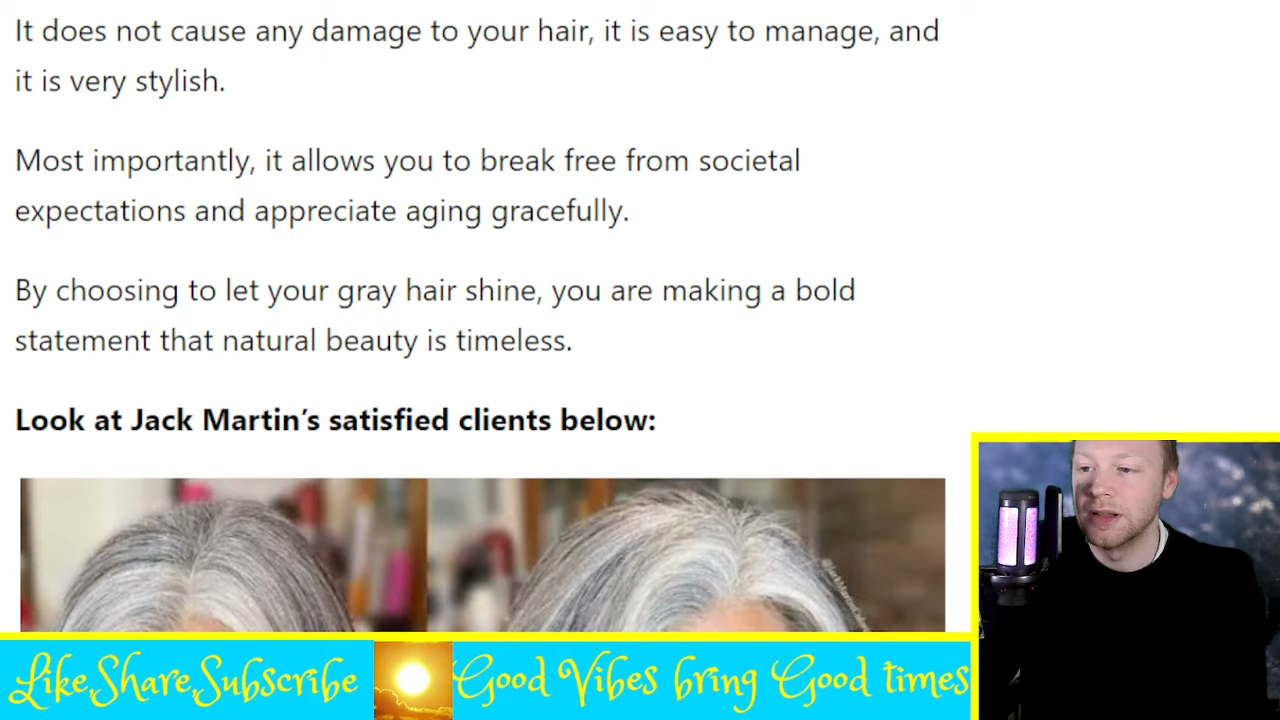 It does not cause any damage to your hair, it is easy to manage, and
it is very stylish.
Most importantly, it allows you to break free from societal
expectations and appreciate aging gracefully.
By choosing to let your gray hair shine, you are making a bold
statement that natural beauty is timeless.
Look at Jack Martin’s satisfied clients below:
Like,Share,Subscribe
Good Vibes bring Good times